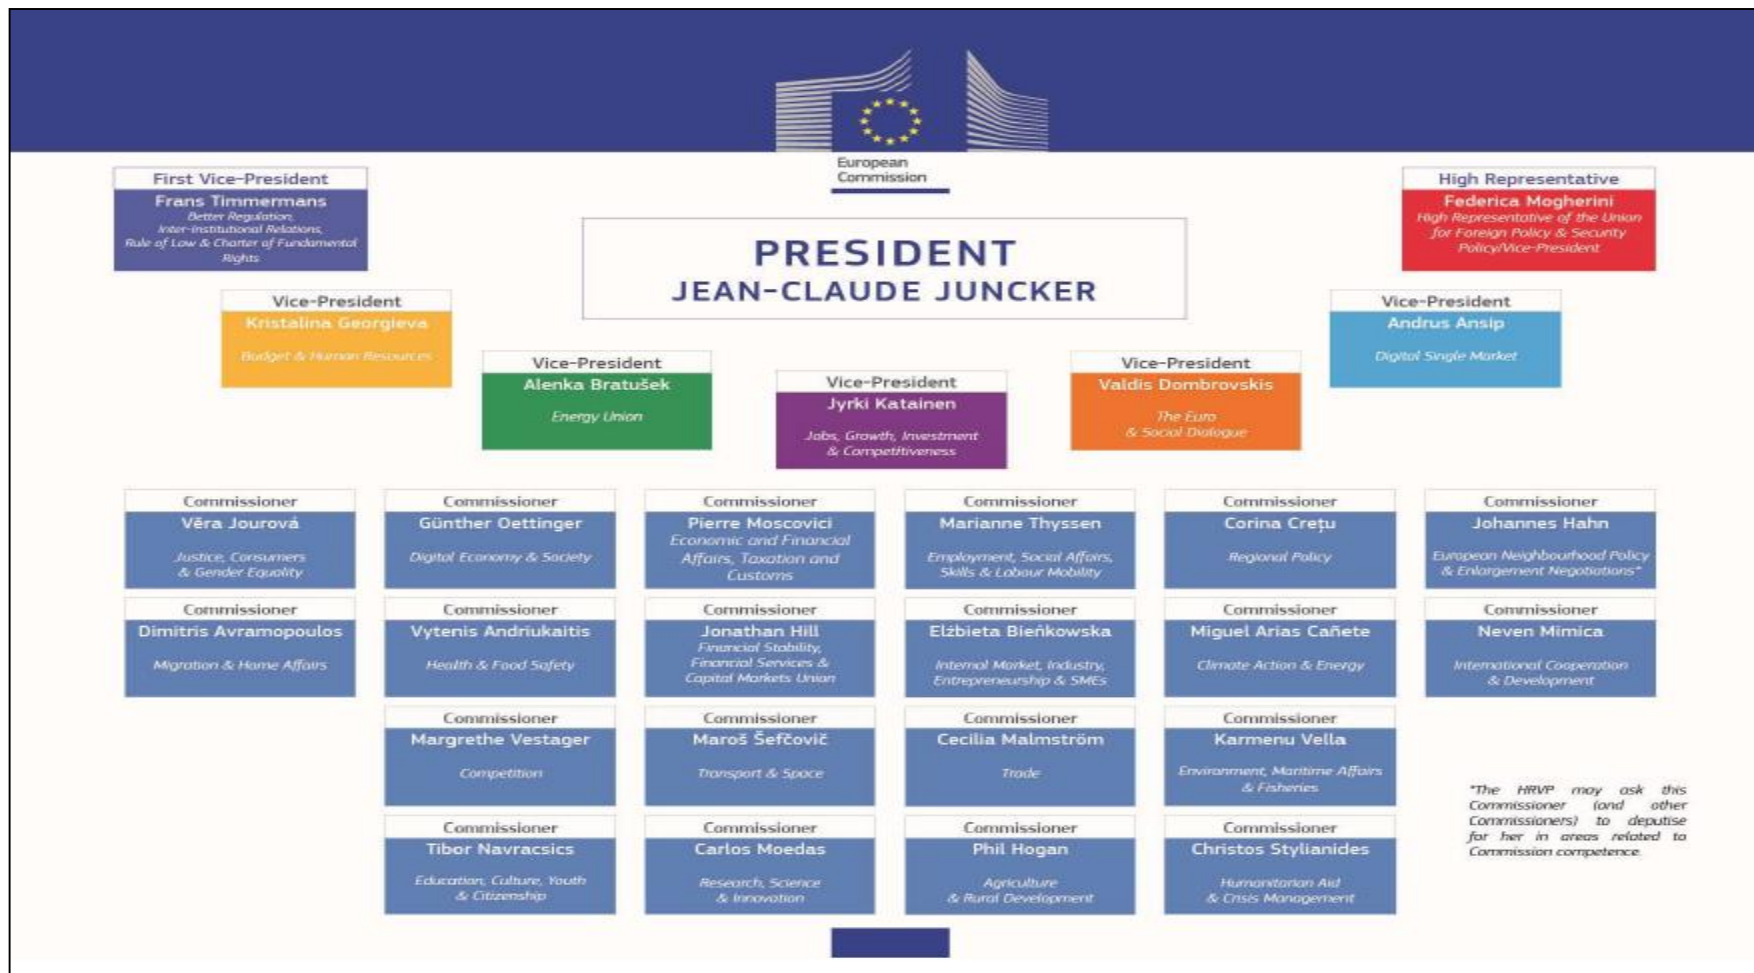 European
Commission
First Vice-President
Frans Timmermans
Better Regulation,
Inter-Institutional Relations,
Rule of Law & Charter of Fundamental
Rights
High Representative
Federica Mogherini
High Representative of the Union
for Foreign Policy & Security
Policy/Vice-President
PRESIDENT
JEAN-CLAUDE JUNCKER
Vice-President
Kristalina Georgieva
Budget & Human Resources
Vice-President
Andrus Ansip
Digital Single Market
Vice-President
Alenka Bratušek
Energy Union
Vice-President
Jyrki Katainen
Jobs, Growth, Investment
& Competitiveness
Vice-President
Valdis Dombrovskis
The Euro
& Social Dialogue
Commissioner
Věra Jourová
Justice, Consumers
& Gender Equality
Commissioner
Günther Oettinger
Digital Economy & Society
Commissioner
Pierre Moscovici
Economic and Financial
Affairs, Taxation and
Customs
Commissioner
Marianne Thyssen
Employment, Social Affairs,
Skills & Labour Mobility
Commissioner
Corina Crețu
Regional Policy
Commissioner
Johannes Hahn
European Neighbourhood Policy
& Enlargement Negotiations*
Commissioner
Dimitris Avramopoulos
Migration & Home Affairs
Commissioner
Vytenis Andriukaitis
Health & Food Safety
Commissioner
Jonathan Hill
Financial Stability,
Financial Services &
Capital Markets Union
Commissioner
Elżbieta Bieńkowska
Internal Market, Industry,
Entrepreneurship & SMEs
Commissioner
Miguel Arias Cañete
Climate Action & Energy
Commissioner
Neven Mimica
International Cooperation
& Development
Commissioner
Margrethe Vestager
Competition
Commissioner
Maroš Šefčovič
Transport & Space
Commissioner
Cecilia Malmström
Trade
Commissioner
Karmenu Vella
Environment, Maritime Affairs
& Fisheries
Commissioner
Tibor Navracsics
Education, Culture, Youth
& Citizenship
Commissioner
Carlos Moedas
Research, Science
& Innovation
Commissioner
Phil Hogan
Agriculture
& Rural Development
Commissioner
Christos Stylianides
Humanitarian Aid
& Crisis Management
*The HRVP may ask this
Commissioner (and other
Commissioners) to deputise
for her in areas related to
Commission competence.